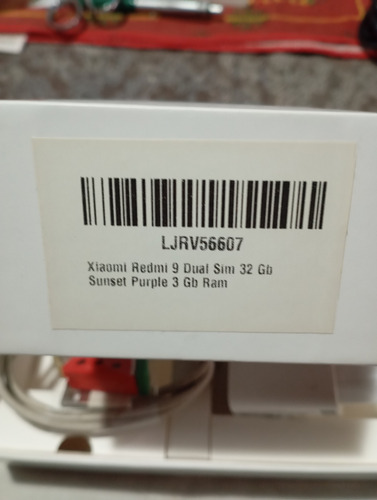 LJRV56607
Xiaomi Redmi 9 Dual Sim 32 Gb
Sunset Purple 3 Gb Ram